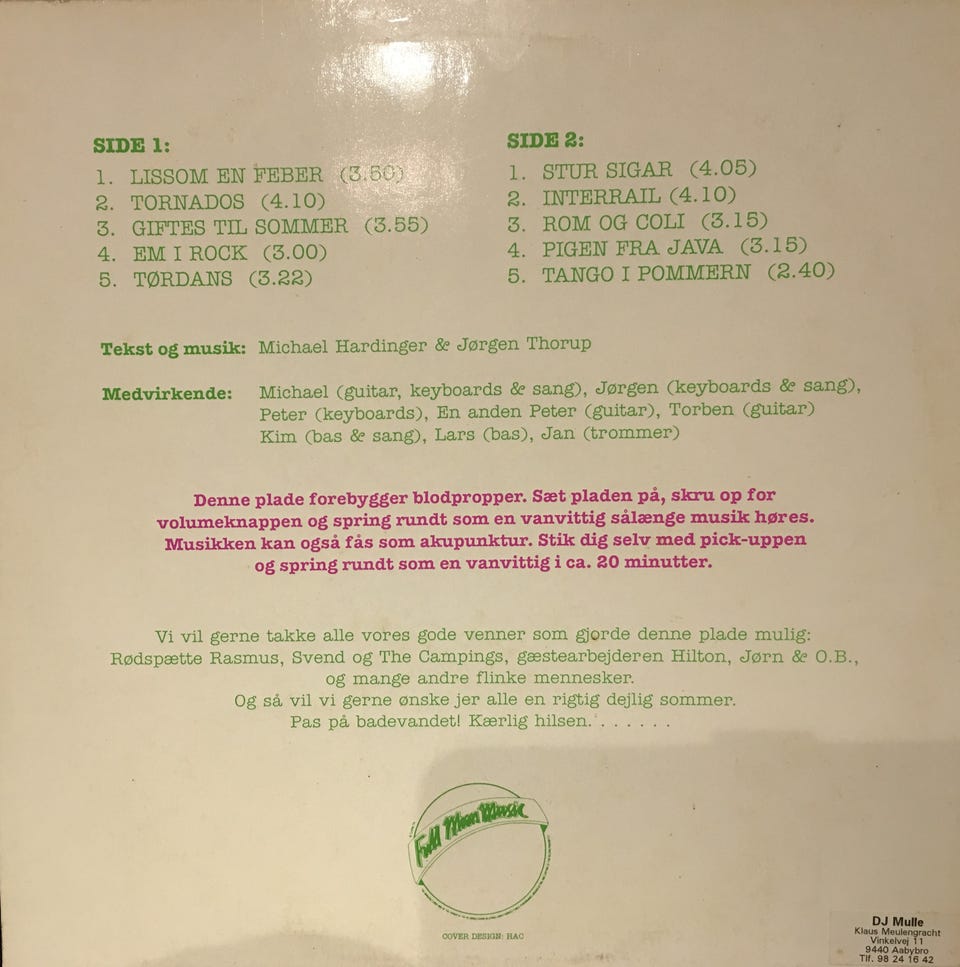 SIDE 1:
1. LISSOM EN FEBER (3.50)
2. TORNADOS (4.10)
3. GIFTES TIL SOMMER (3.55)
4. EM I ROCK (3.00)
5. TØRDANS (3.22)
SIDE 2:
1. STUR SIGAR (4.05)
2. INTERRAIL (4.10)
3. ROM OG COLI (3.15)
4. PIGEN FRA JAVA (3.15)
5. TANGO I POMMERN (2.40)
Tekst og musik: Michael Hardinger & Jørgen Thorup
Medvirkende: Michael (guitar, keyboards & sang), Jørgen (keyboards & sang),
Peter (keyboards), En anden Peter (guitar), Torben (guitar)
Kim (bas & sang), Lars (bas), Jan (trommer)
Denne plade forebygger blodpropper. Sæt pladen på, skru op for
volumeknappen og spring rundt som en vanvittig sålænge musik høres.
Musikken kan også fås som akupunktur. Stik dig selv med pick-uppen
og spring rundt som en vanvittig i ca. 20 minutter.
Vi vil gerne takke alle vores gode venner som gjorde denne plade mulig:
Rødspætte Rasmus, Svend og The Campings, gæstearbejderen Hilton, Jørn & O.B.,
og mange andre flinke mennesker.
Og så vil vi gerne ønske jer alle en rigtig dejlig sommer.
Pas på badevandet! Kærlig hilsen. . . . . . .
Full Moon Music
COVER DESIGN: HAC
DJ Mulle
Klaus Meulengracht
Vinkelvej 11
9440 Aabybro
Tlf. 98 24 16 42